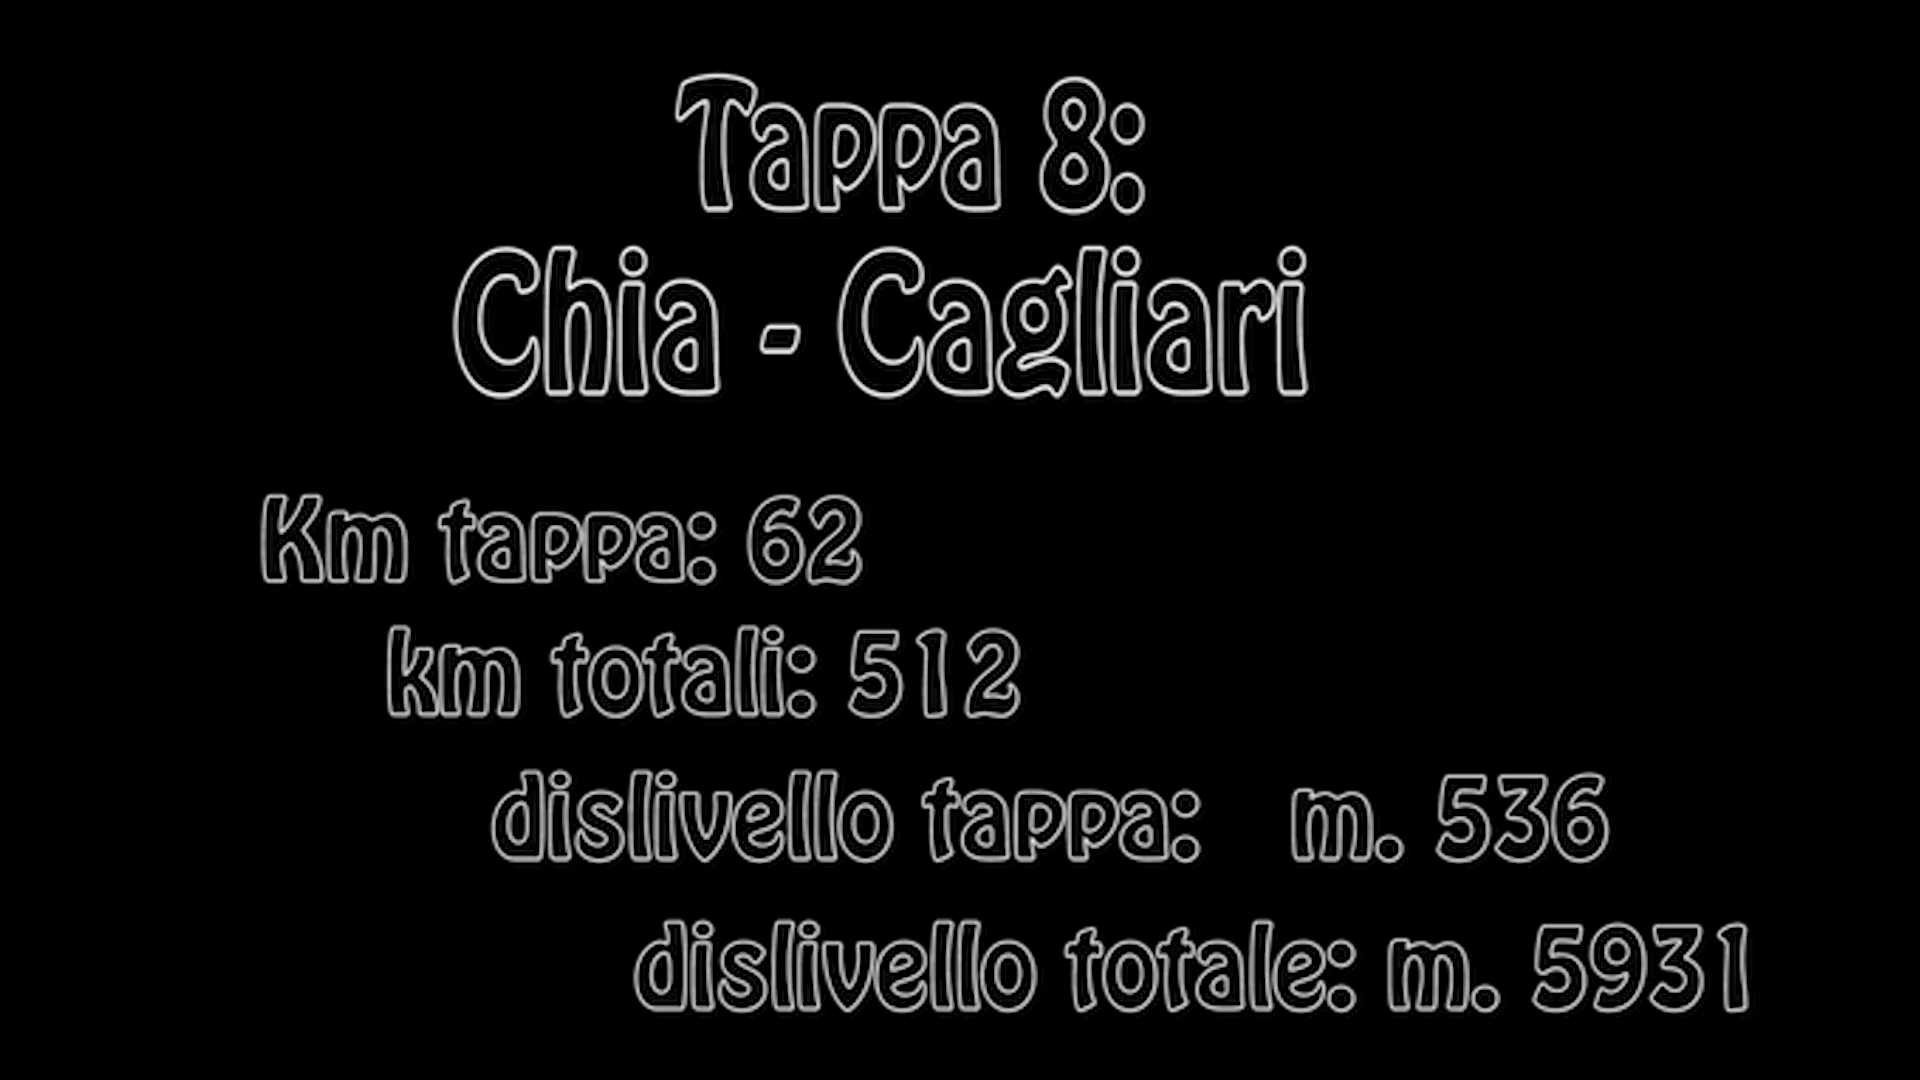 Tappa 8:
Chia - Cagliari
Km tappa: 62
km totali: 512
dislivello tappa: m. 536
dislivello totale: m. 5931